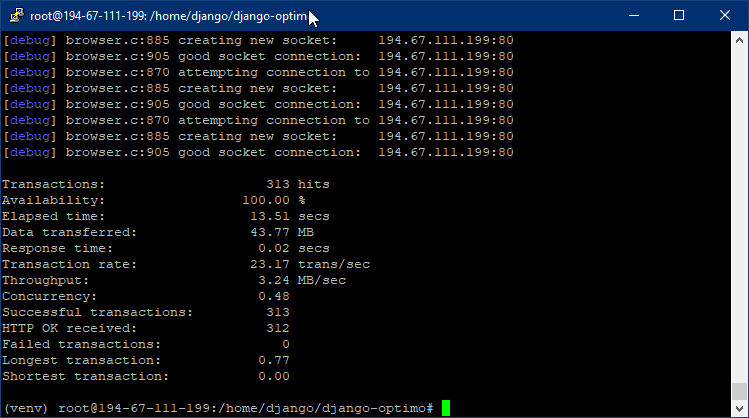 root@194-67-111-199: /home/django/django-optimo
[debug] browser.c:885 creating new socket:     194.67.111.199:80
[debug] browser.c:905 good socket connection:  194.67.111.199:80
[debug] browser.c:870 attempting connection to 194.67.111.199:80
[debug] browser.c:885 creating new socket:     194.67.111.199:80
[debug] browser.c:905 good socket connection:  194.67.111.199:80
[debug] browser.c:870 attempting connection to 194.67.111.199:80
[debug] browser.c:885 creating new socket:     194.67.111.199:80
[debug] browser.c:905 good socket connection:  194.67.111.199:80
Transactions:                    313 hits
Availability:                 100.00 %
Elapsed time:                  13.51 secs
Data transferred:              43.77 MB
Response time:                  0.02 secs
Transaction rate:              23.17 trans/sec
Throughput:                     3.24 MB/sec
Concurrency:                    0.48
Successful transactions:         313
HTTP OK received:                312
Failed transactions:               0
Longest transaction:            0.77
Shortest transaction:           0.00
(venv) root@194-67-111-199:/home/django/django-optimo#